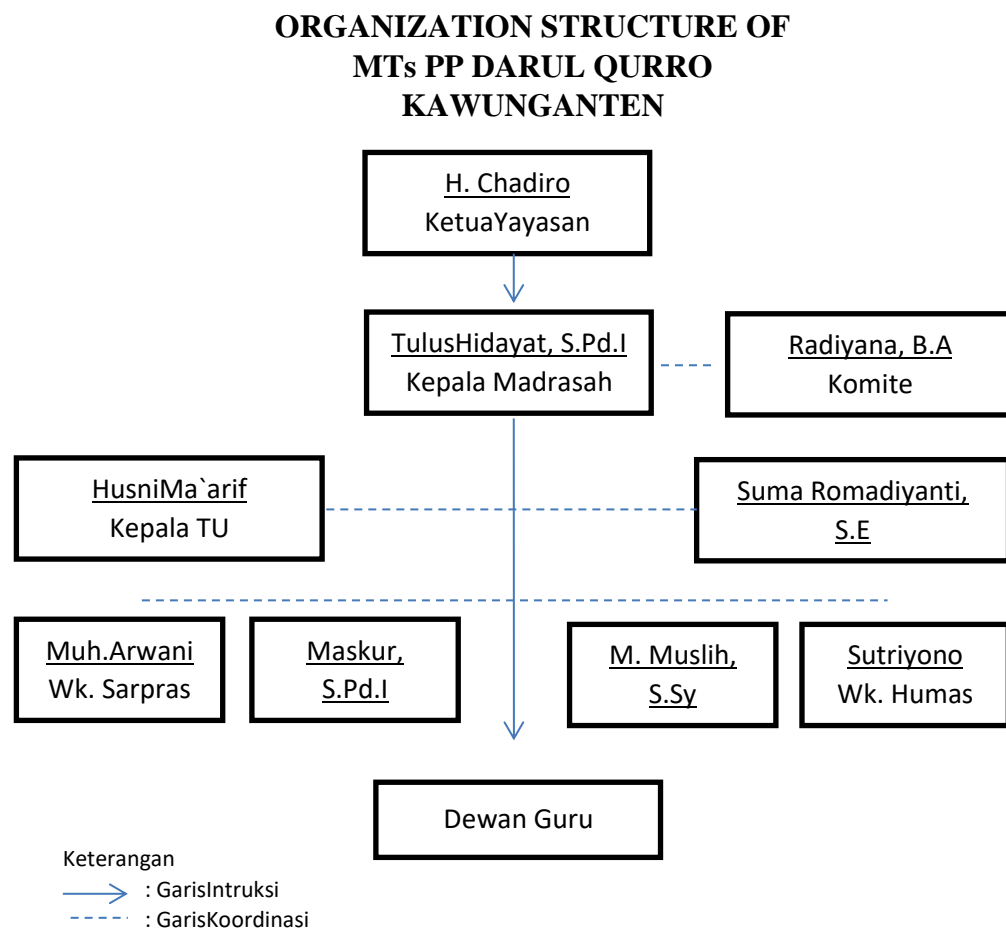 ORGANIZATION STRUCTURE OF
MTs PP DARUL QURRO
KAWUNGANTEN
H. Chadiro
KetuaYayasan
TulusHidayat, S.Pd.I
Kepala Madrasah
Radiyana, B.A
Komite
HusniMa`arif
Kepala TU
Suma Romadiyanti,
S.E
Muh.Arwani
Wk. Sarpras
Maskur,
S.Pd.I
M. Muslih,
S.Sy
Sutriyono
Wk. Humas
Dewan Guru
Keterangan
: GarisIntruksi
: GarisKoordinasi